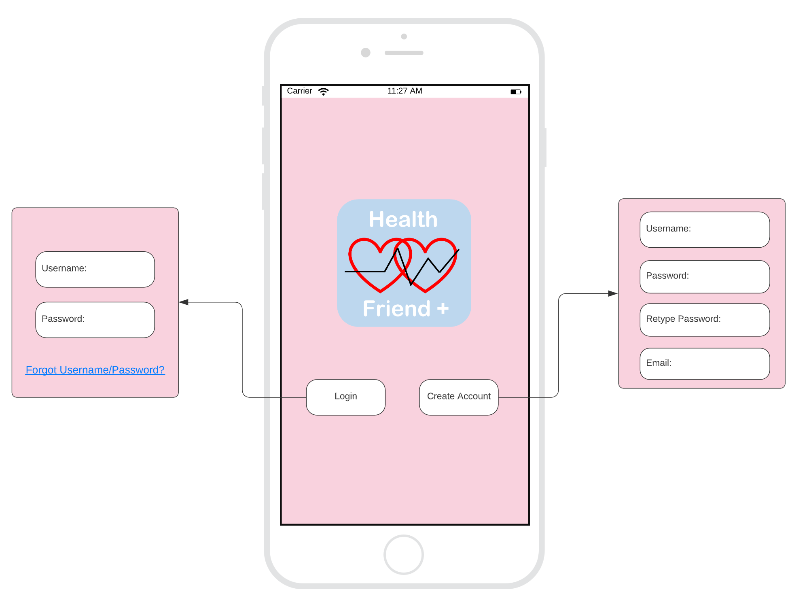 Carrier
11:27 AM
Health
Friend +
Login
Create Account
Username:
Password:
Forgot Username/Password?
Username:
Password:
Retype Password:
Email: